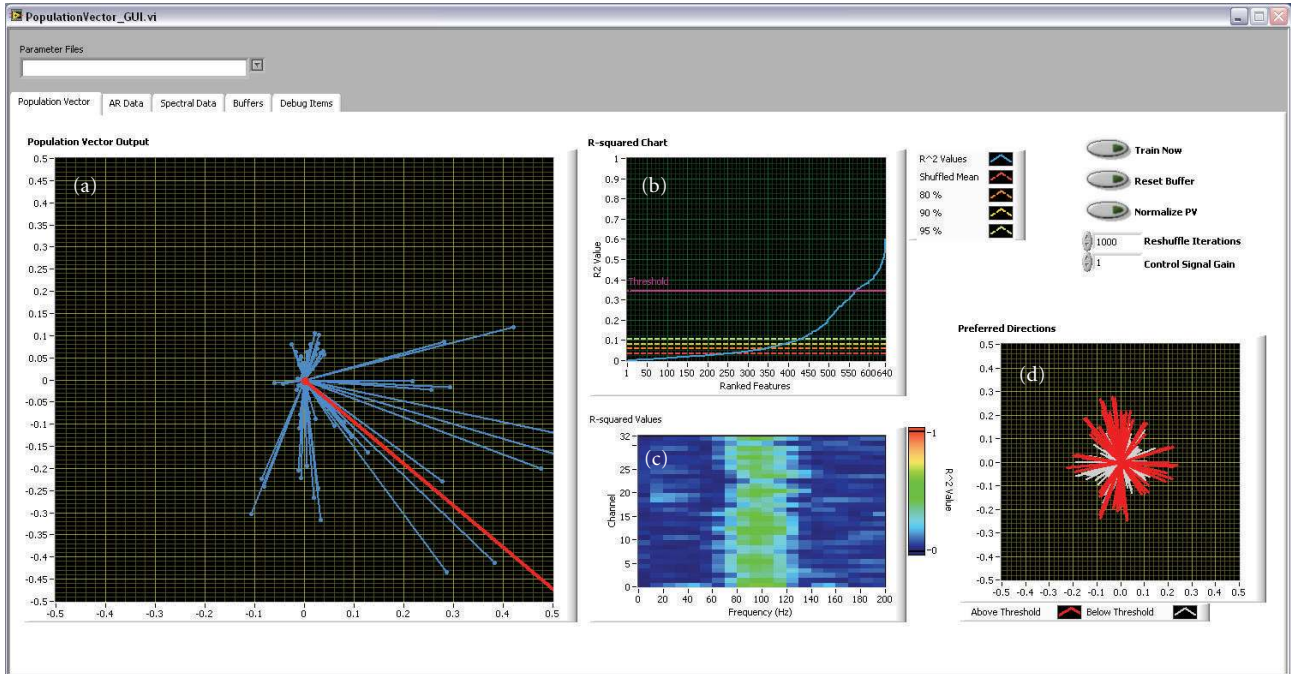 PopulationVector_GUI.vi
Parameter Files
Population Vector AR Data Spectral Data Buffers Debug Items
Population Vector Output
(a)
0.5
0.45
0.4
0.35
0.3
0.25
0.2
0.15
0.1
0.05
0
-0.05
-0.1
-0.15
-0.2
-0.25
-0.3
-0.35
-0.4
-0.45
-0.5
-0.5 -0.4 -0.3 -0.2 -0.1 0 0.1 0.2 0.3 0.4 0.5
R-squared Chart
(b)
R2 Value
1
0.9
0.8
0.7
0.6
0.5
0.4
0.3
0.2
0.1
0
Threshold
1 50 100 150 200 250 300 350 400 450 500 550 600 640
Ranked Features
R^2 Values
Shuffled Mean
80 %
90 %
95 %
Train Now
Reset Buffer
Normalize PV
1000 Reshuffle Iterations
1 Control Signal Gain
R-squared Values
(c)
Channel
32
25
20
15
10
5
0
0 20 40 60 80 100 120 140 160 180 200
Frequency (Hz)
1
0
R^2 Value
Preferred Directions
(d)
0.5
0.4
0.3
0.2
0.1
0.0
-0.1
-0.2
-0.3
-0.4
-0.5
-0.5 -0.4 -0.3 -0.2 -0.1 0.0 0.1 0.2 0.3 0.4 0.5
Above Threshold Below Threshold